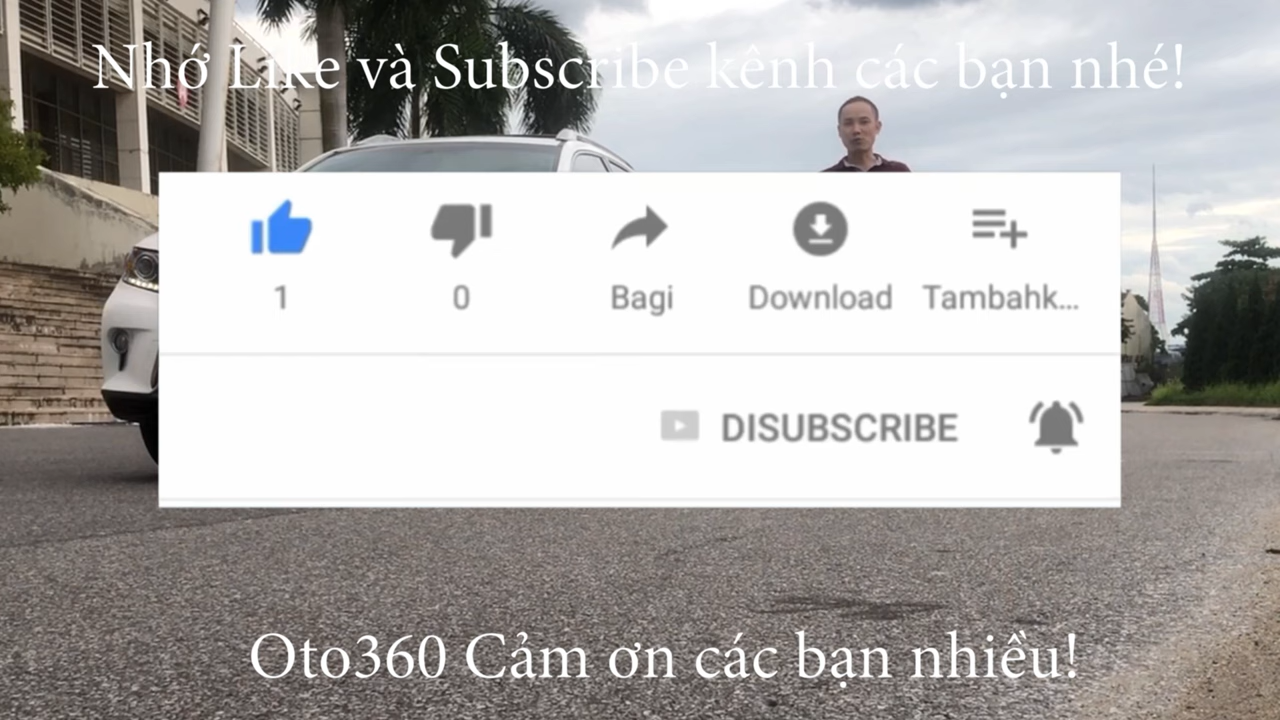 Nhớ Like và Subscribe kênh các bạn nhé!
1
0
Bagi
Download
Tambahk...
DISUBSCRIBE
Oto360 Cảm ơn các bạn nhiều!